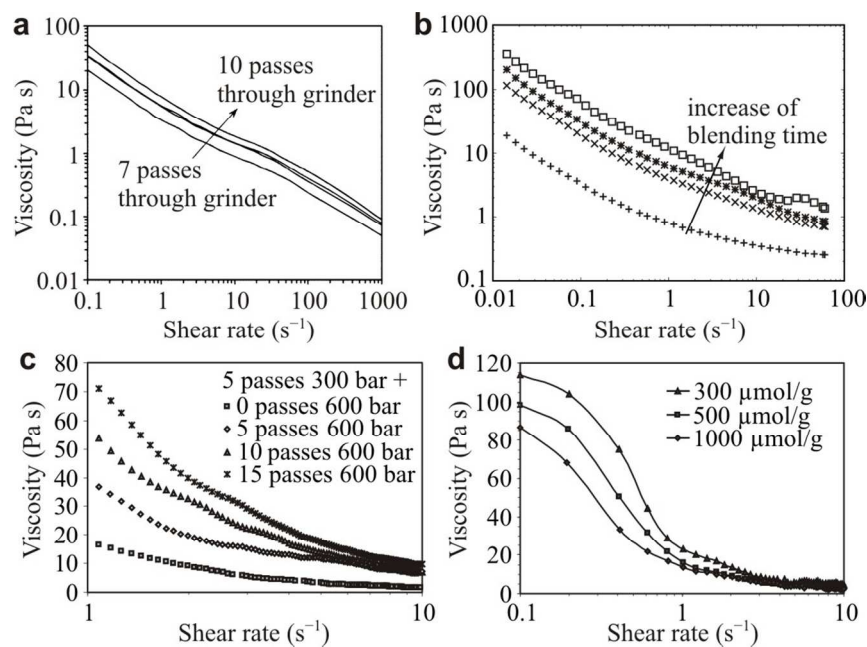 a
100
10
1
0.1
0.01
Viscosity (Pa s)
10 passes
through grinder
7 passes
through grinder
0.1 1 10 100 1000
Shear rate (s⁻¹)
b
1000
100
10
1
0.1
Viscosity (Pa s)
increase of
blending time
0.01 0.1 1 10 100
Shear rate (s⁻¹)
c
80
70
60
50
40
30
20
10
0
Viscosity (Pa s)
5 passes 300 bar +
0 passes 600 bar
5 passes 600 bar
10 passes 600 bar
15 passes 600 bar
1 10
Shear rate (s⁻¹)
d
120
100
80
60
40
20
0
Viscosity (Pa s)
300 µmol/g
500 µmol/g
1000 µmol/g
0.1 1 10
Shear rate (s⁻¹)